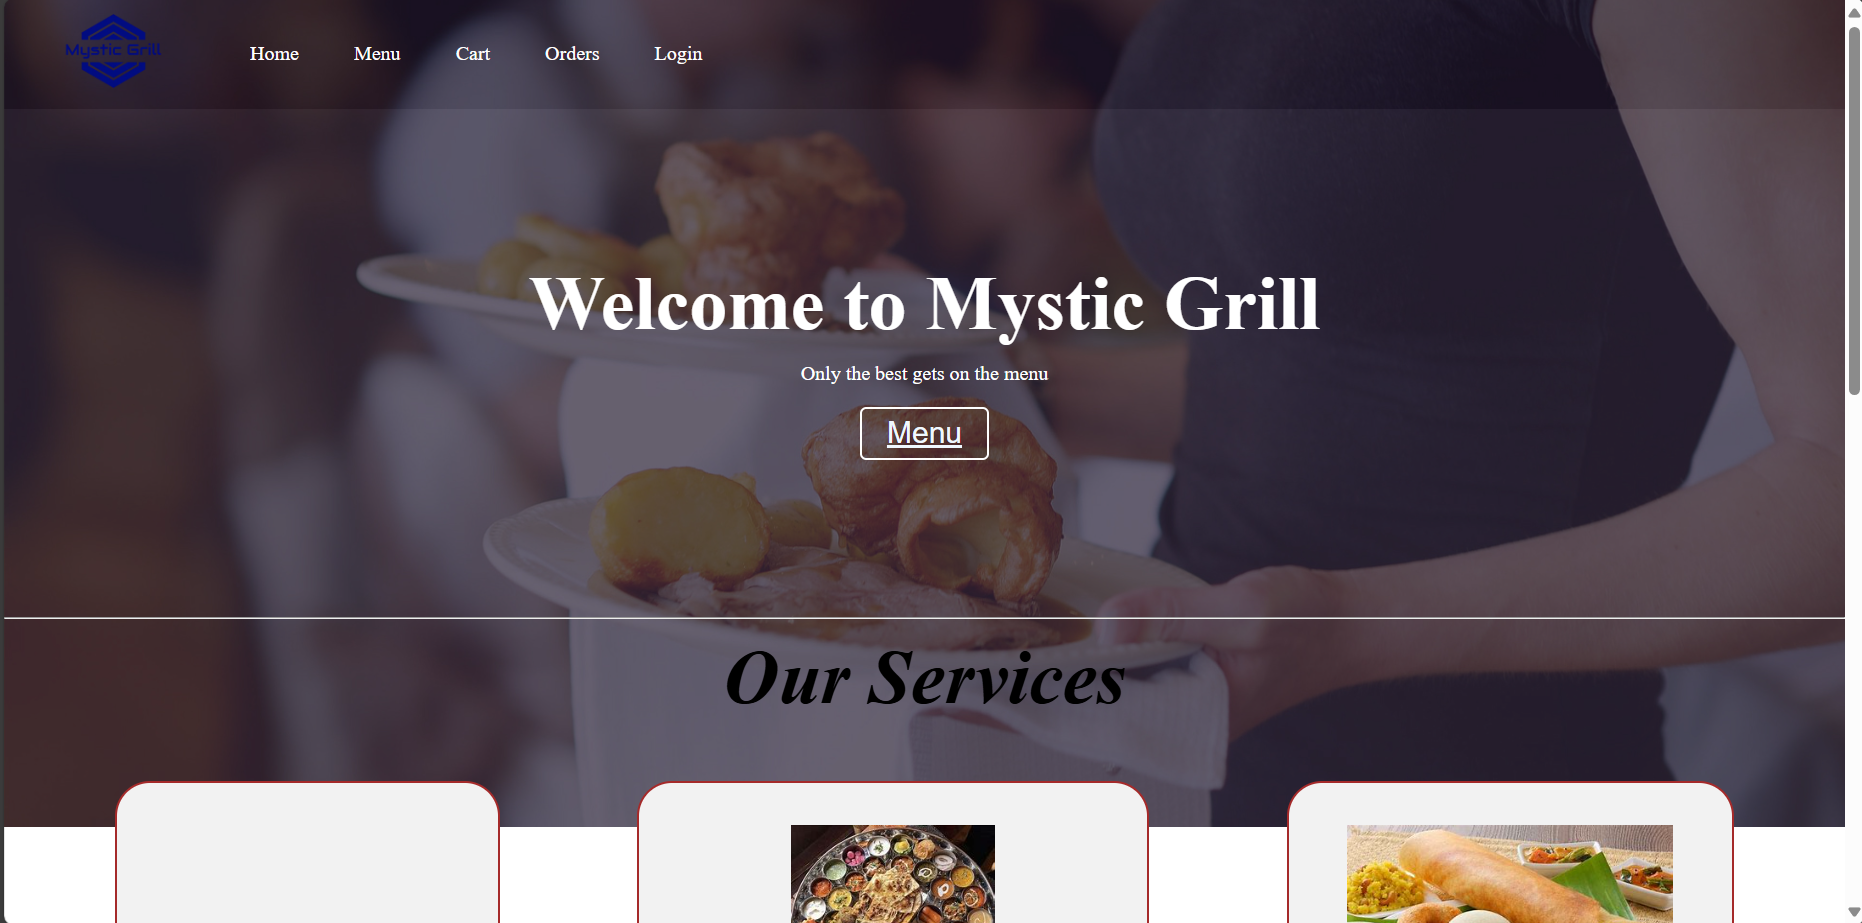 Mystic Grill
Home Menu Cart Orders Login
Welcome to Mystic Grill
Only the best gets on the menu
Menu
Our Services